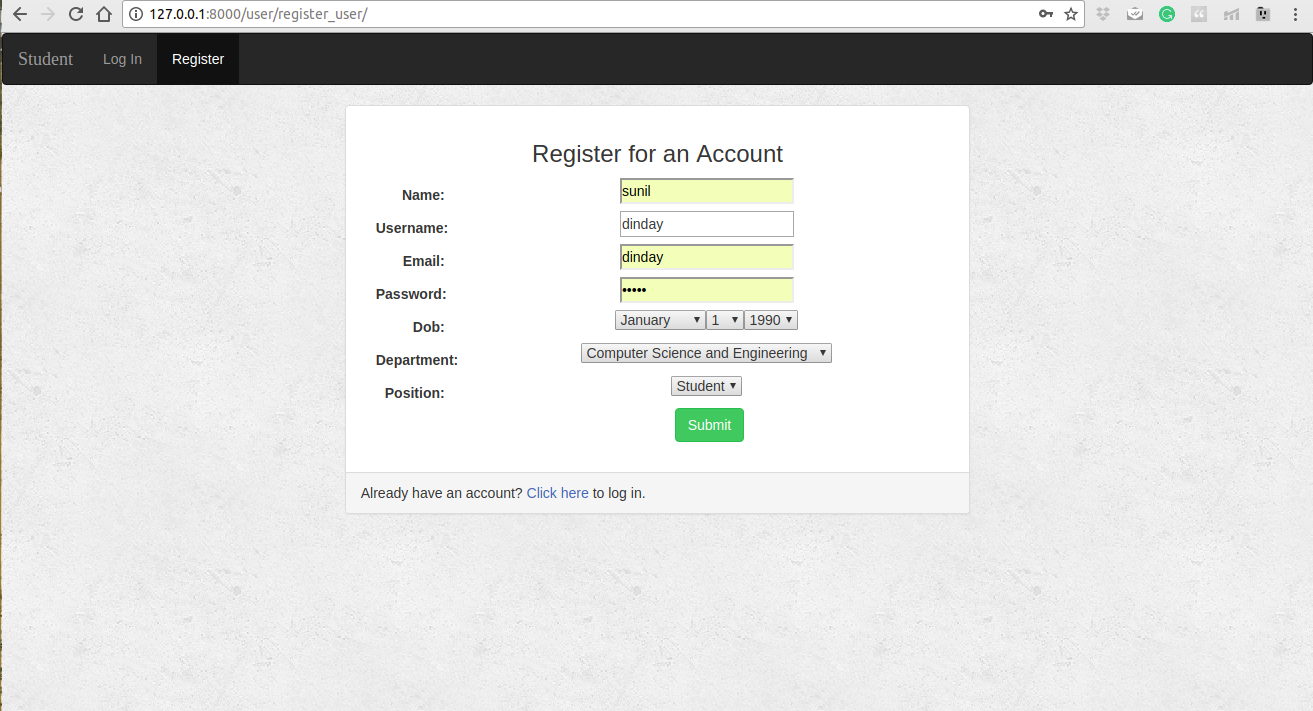 127.0.0.1:8000/user/register_user/
Student Log In Register
Register for an Account
Name: sunil
Username: dinday
Email: dinday
Password: •••••
Dob: January 1 1990
Department: Computer Science and Engineering
Position: Student
Submit
Already have an account? Click here to log in.